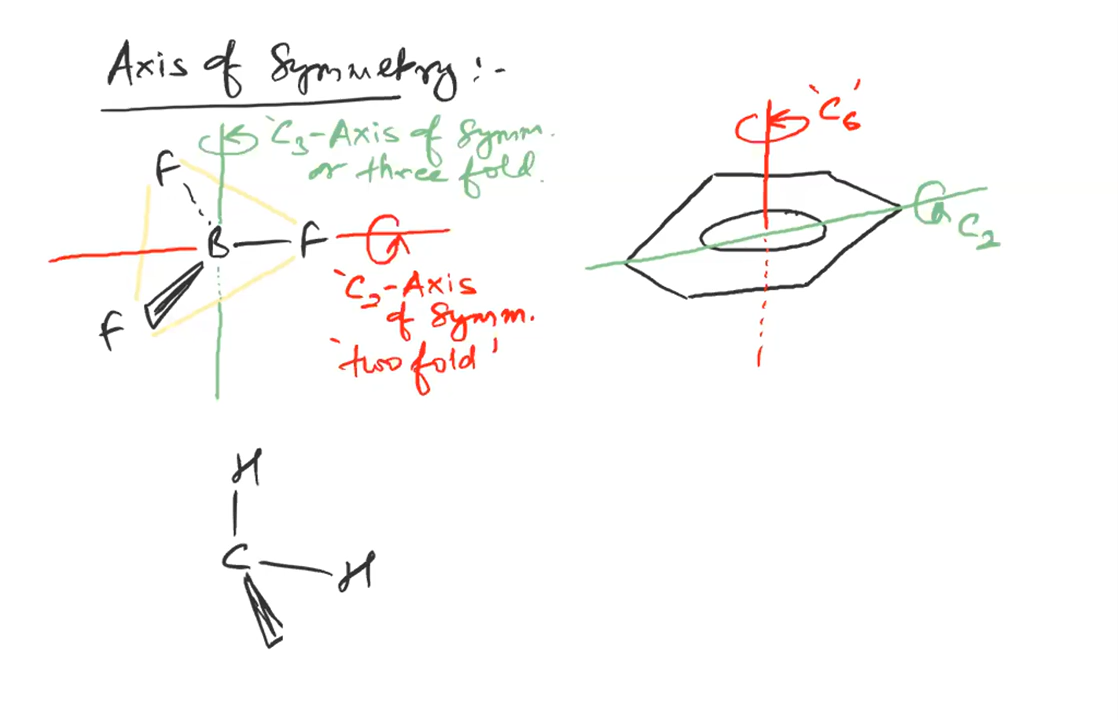 Axis of Symmetry :-
'C3-Axis of Symm.
or three fold.
F
B
F
F
'C2-Axis
of Symm.
'two fold'
'C6'
C2
H
C
H